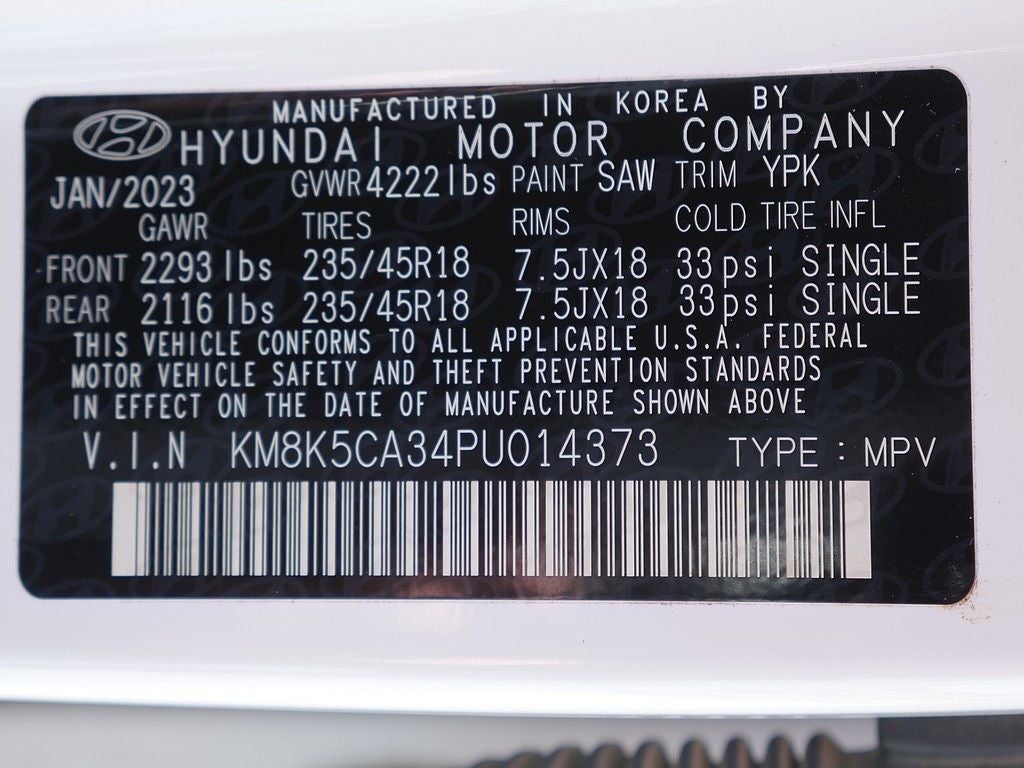 MANUFACTURED IN KOREA BY
HYUNDAI MOTOR COMPANY
JAN/2023 GVWR 4222lbs PAINT SAW TRIM YPK
GAWR TIRES RIMS COLD TIRE INFL
FRONT 2293 lbs 235/45R18 7.5JX18 33psi SINGLE
REAR 2116 lbs 235/45R18 7.5JX18 33psi SINGLE
THIS VEHICLE CONFORMS TO ALL APPLICABLE U.S.A. FEDERAL
MOTOR VEHICLE SAFETY AND THEFT PREVENTION STANDARDS
IN EFFECT ON THE DATE OF MANUFACTURE SHOWN ABOVE
V.I.N KM8K5CA34PU014373 TYPE : MPV